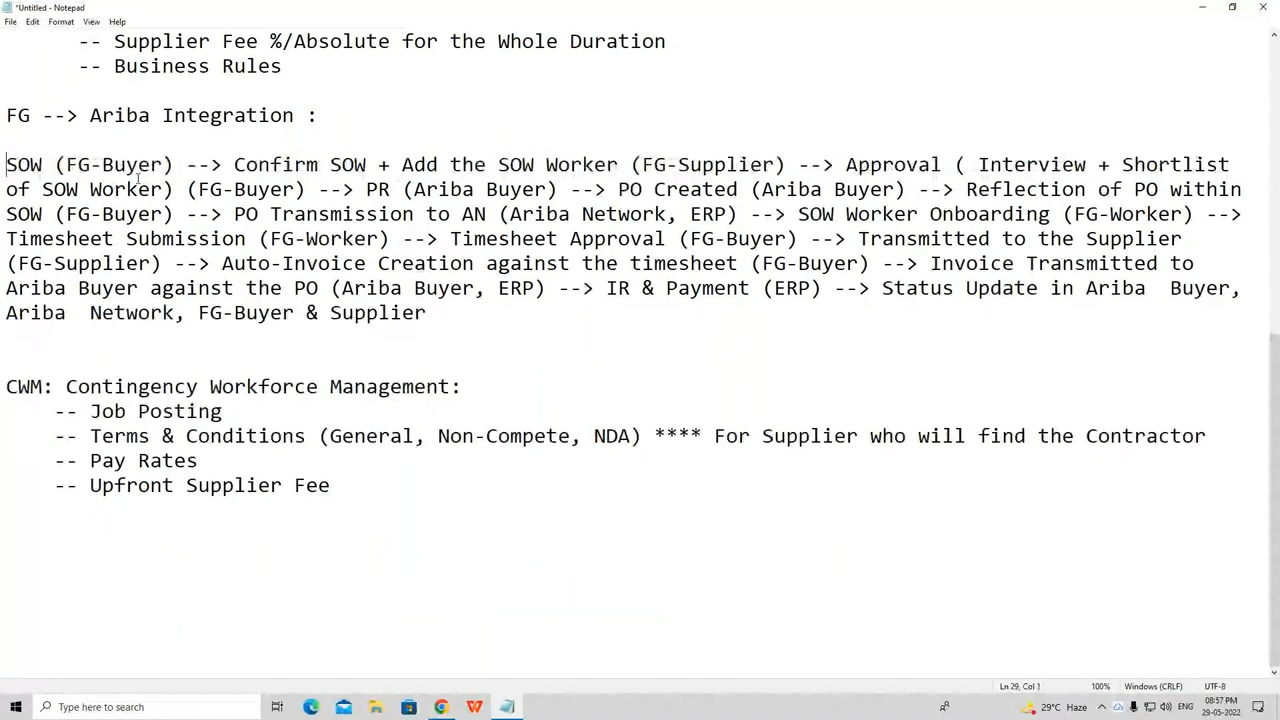 *Untitled - Notepad
File Edit Format View Help
-- Supplier Fee %/Absolute for the Whole Duration
-- Business Rules
FG --> Ariba Integration :
SOW (FG-Buyer) --> Confirm SOW + Add the SOW Worker (FG-Supplier) --> Approval ( Interview + Shortlist
of SOW Worker) (FG-Buyer) --> PR (Ariba Buyer) --> PO Created (Ariba Buyer) --> Reflection of PO within
SOW (FG-Buyer) --> PO Transmission to AN (Ariba Network, ERP) --> SOW Worker Onboarding (FG-Worker) -->
Timesheet Submission (FG-Worker) --> Timesheet Approval (FG-Buyer) --> Transmitted to the Supplier
(FG-Supplier) --> Auto-Invoice Creation against the timesheet (FG-Buyer) --> Invoice Transmitted to
Ariba Buyer against the PO (Ariba Buyer, ERP) --> IR & Payment (ERP) --> Status Update in Ariba  Buyer,
Ariba  Network, FG-Buyer & Supplier
CWM: Contingency Workforce Management:
-- Job Posting
-- Terms & Conditions (General, Non-Compete, NDA) **** For Supplier who will find the Contractor
-- Pay Rates
-- Upfront Supplier Fee
Ln 29, Col 1 100% Windows (CRLF) UTF-8
Type here to search 29°C Haze ENG 08:57 PM
29-05-2022